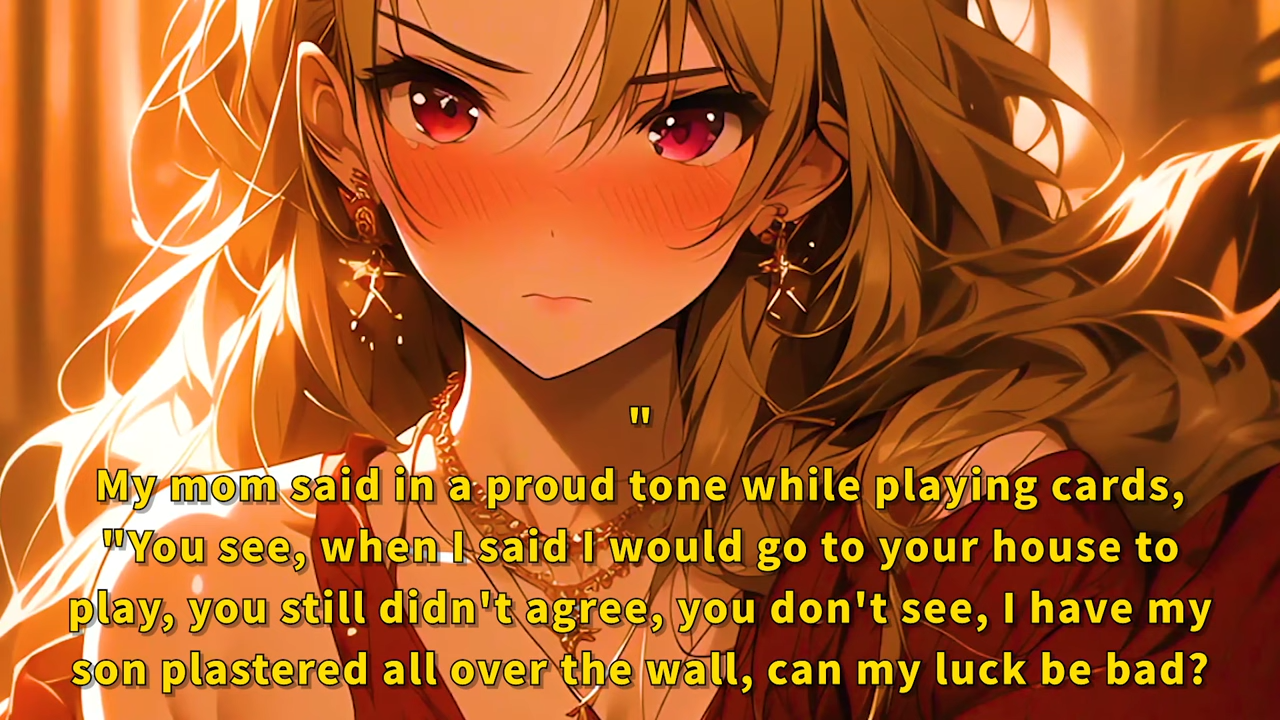 "
My mom said in a proud tone while playing cards,
"You see, when I said I would go to your house to
play, you still didn't agree, you don't see, I have my
son plastered all over the wall, can my luck be bad?